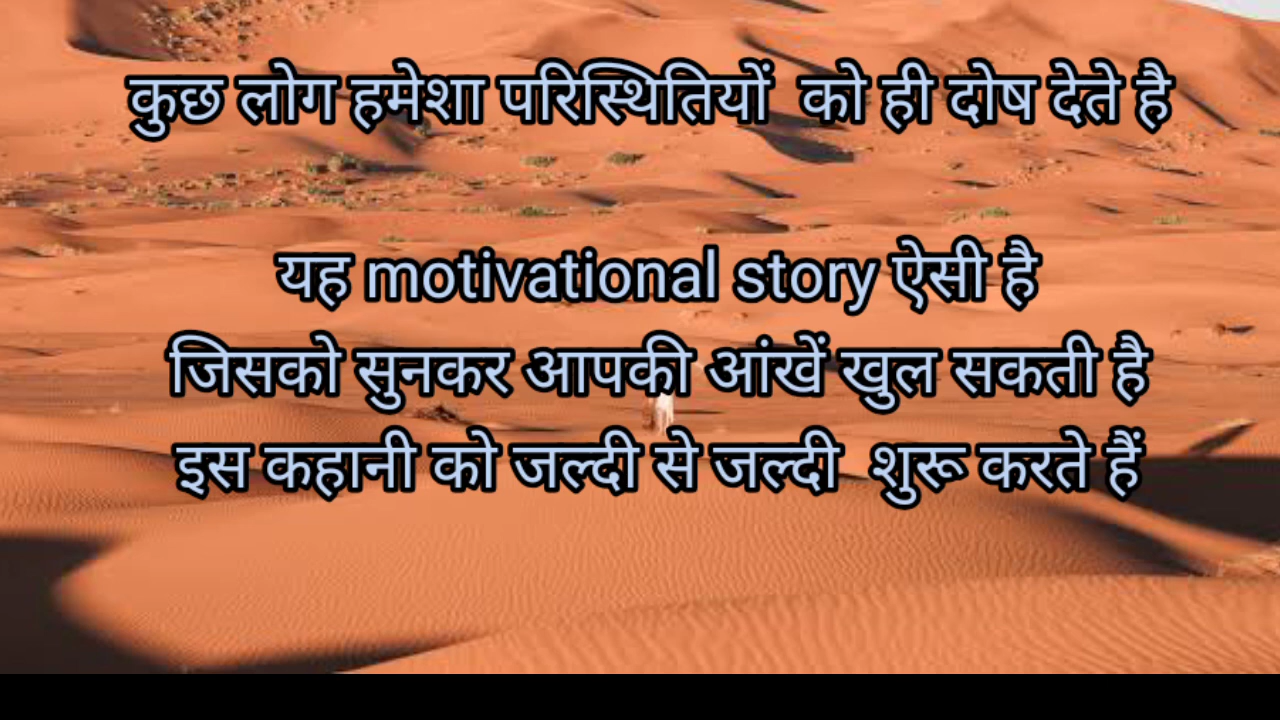 कुछ लोग हमेशा परिस्थितियों को ही दोष देते है
यह motivational story ऐसी है
जिसको सुनकर आपकी आंखें खुल सकती है
इस कहानी को जल्दी से जल्दी शुरू करते हैं